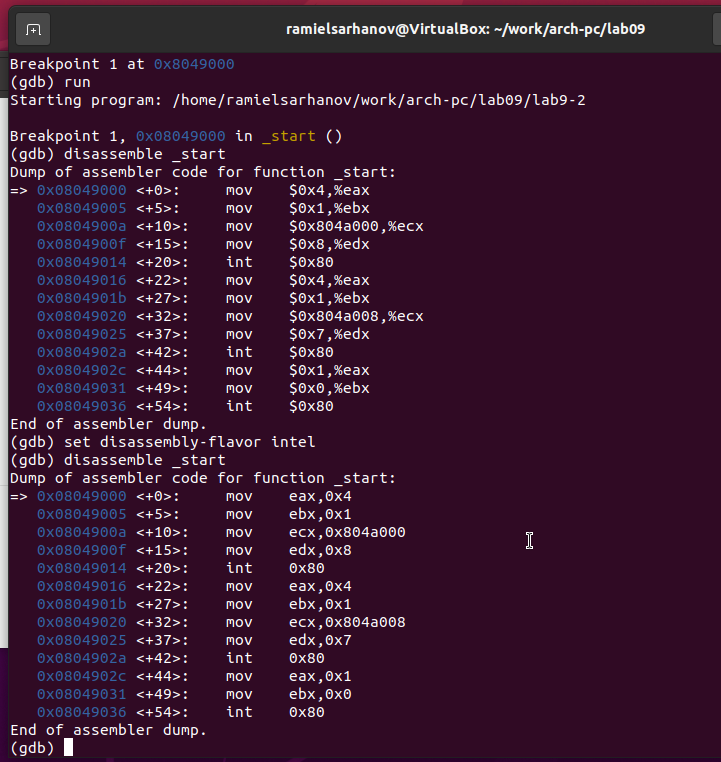 ramielsarhanov@VirtualBox: ~/work/arch-pc/lab09
Breakpoint 1 at 0x8049000
(gdb) run
Starting program: /home/ramielsarhanov/work/arch-pc/lab09/lab9-2

Breakpoint 1, 0x08049000 in _start ()
(gdb) disassemble _start
Dump of assembler code for function _start:
=> 0x08049000 <+0>:     mov    $0x4,%eax
   0x08049005 <+5>:     mov    $0x1,%ebx
   0x0804900a <+10>:    mov    $0x804a000,%ecx
   0x0804900f <+15>:    mov    $0x8,%edx
   0x08049014 <+20>:    int    $0x80
   0x08049016 <+22>:    mov    $0x4,%eax
   0x0804901b <+27>:    mov    $0x1,%ebx
   0x08049020 <+32>:    mov    $0x804a008,%ecx
   0x08049025 <+37>:    mov    $0x7,%edx
   0x0804902a <+42>:    int    $0x80
   0x0804902c <+44>:    mov    $0x1,%eax
   0x08049031 <+49>:    mov    $0x0,%ebx
   0x08049036 <+54>:    int    $0x80
End of assembler dump.
(gdb) set disassembly-flavor intel
(gdb) disassemble _start
Dump of assembler code for function _start:
=> 0x08049000 <+0>:     mov    eax,0x4
   0x08049005 <+5>:     mov    ebx,0x1
   0x0804900a <+10>:    mov    ecx,0x804a000
   0x0804900f <+15>:    mov    edx,0x8
   0x08049014 <+20>:    int    0x80
   0x08049016 <+22>:    mov    eax,0x4
   0x0804901b <+27>:    mov    ebx,0x1
   0x08049020 <+32>:    mov    ecx,0x804a008
   0x08049025 <+37>:    mov    edx,0x7
   0x0804902a <+42>:    int    0x80
   0x0804902c <+44>:    mov    eax,0x1
   0x08049031 <+49>:    mov    ebx,0x0
   0x08049036 <+54>:    int    0x80
End of assembler dump.
(gdb)